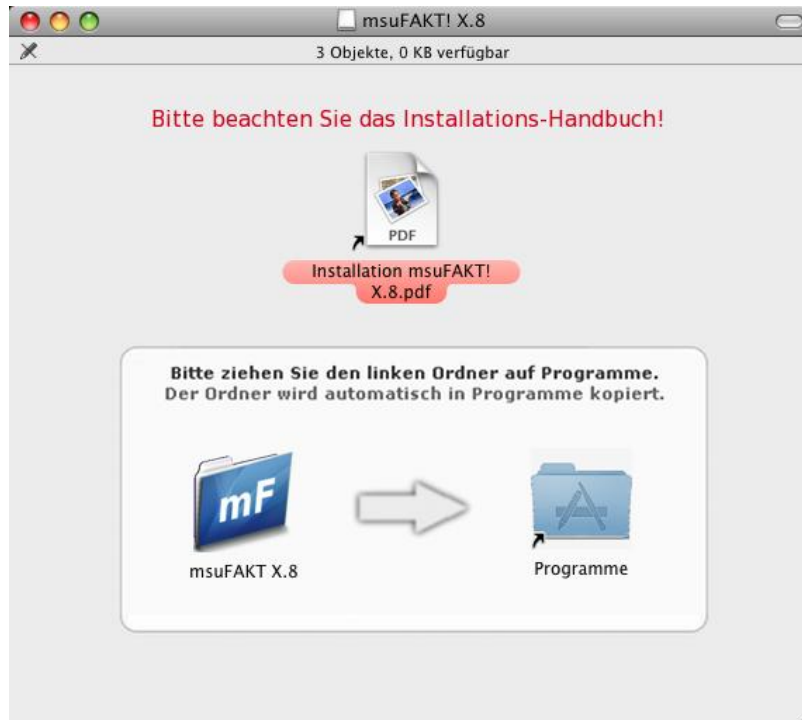 msuFAKT! X.8
3 Objekte, 0 KB verfügbar
Bitte beachten Sie das Installations-Handbuch!
PDF
Installation msuFAKT!
X.8.pdf
Bitte ziehen Sie den linken Ordner auf Programme.
Der Ordner wird automatisch in Programme kopiert.
mF
msuFAKT X.8
Programme